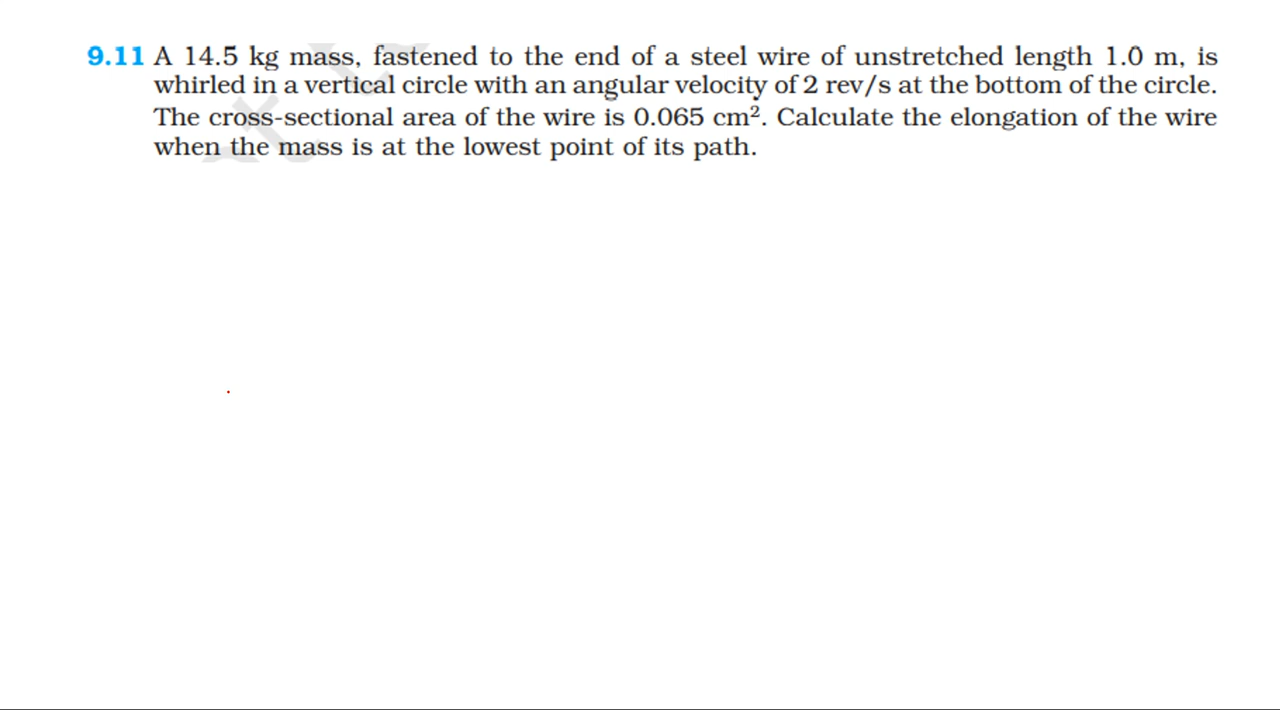 9.11 A 14.5 kg mass, fastened to the end of a steel wire of unstretched length 1.0 m, is
whirled in a vertical circle with an angular velocity of 2 rev/s at the bottom of the circle.
The cross-sectional area of the wire is 0.065 cm². Calculate the elongation of the wire
when the mass is at the lowest point of its path.